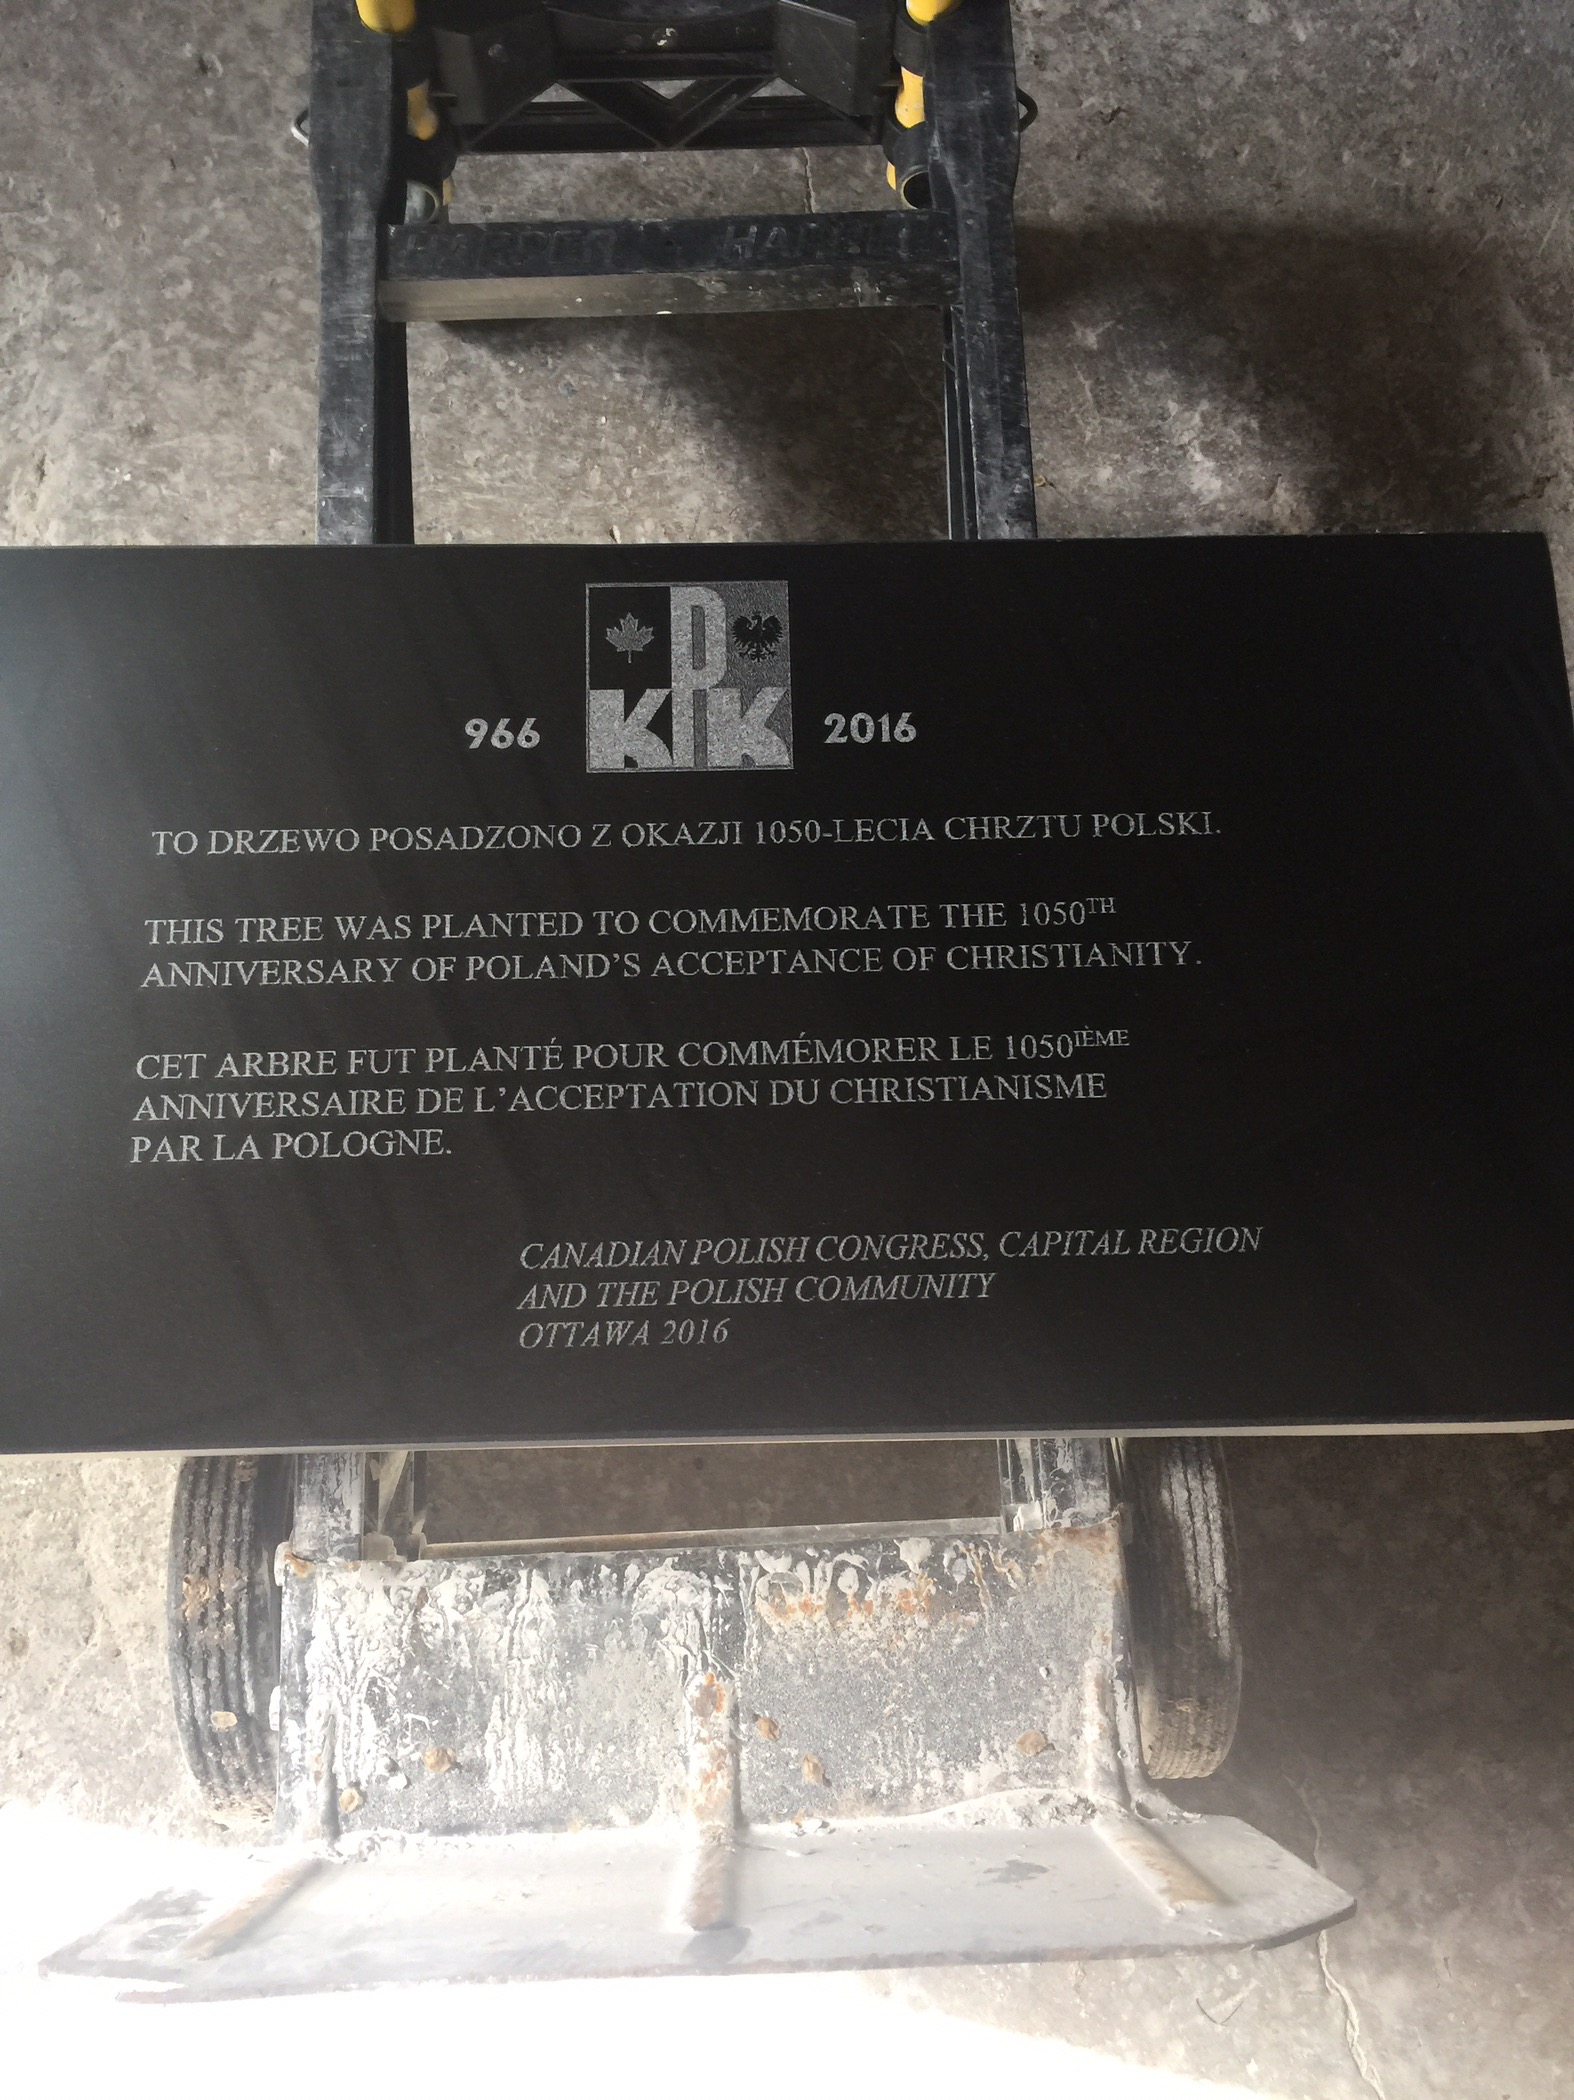 HARPER HARPER
KPK
966 2016
TO DRZEWO POSADZONO Z OKAZJI 1050-LECIA CHRZTU POLSKI.
THIS TREE WAS PLANTED TO COMMEMORATE THE 1050TH
ANNIVERSARY OF POLAND'S ACCEPTANCE OF CHRISTIANITY.
CET ARBRE FUT PLANTÉ POUR COMMÉMORER LE 1050IÈME
ANNIVERSAIRE DE L'ACCEPTATION DU CHRISTIANISME
PAR LA POLOGNE.
CANADIAN POLISH CONGRESS, CAPITAL REGION
AND THE POLISH COMMUNITY
OTTAWA 2016